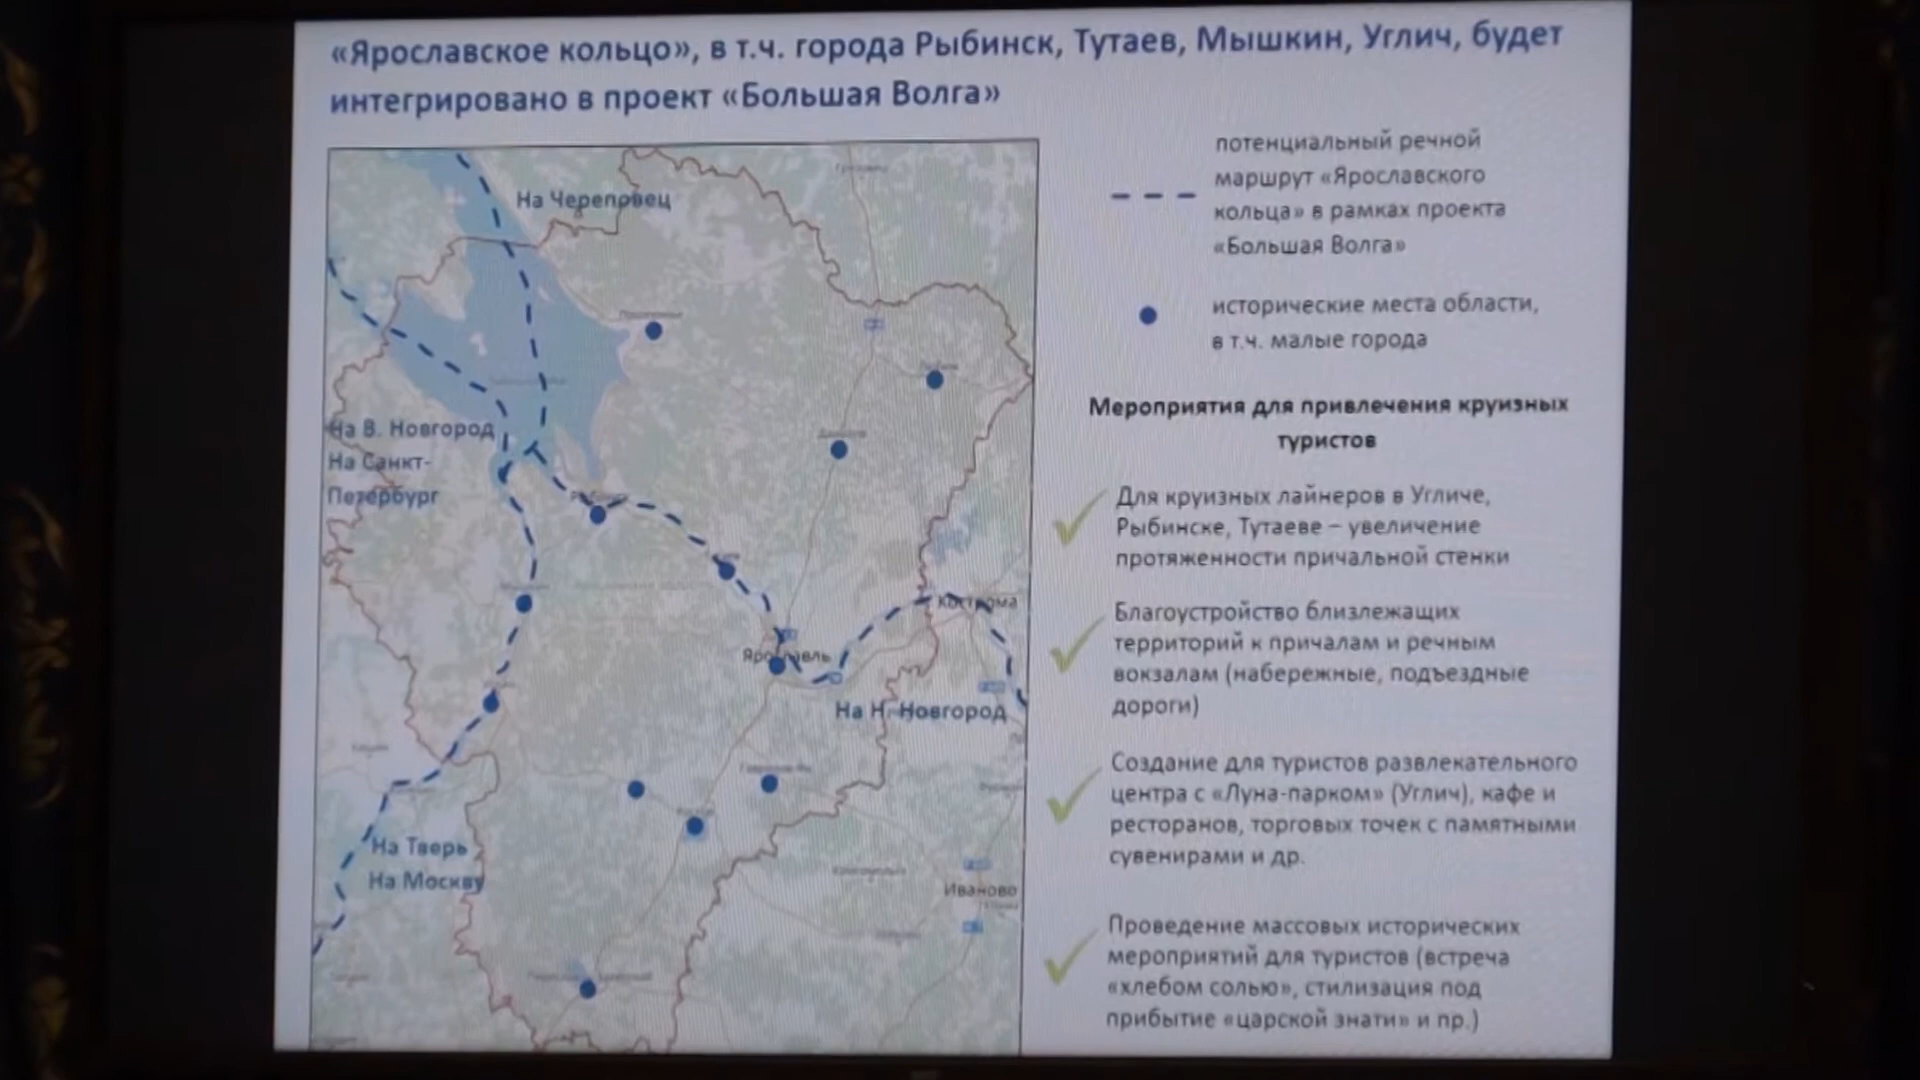 «Ярославское кольцо», в т.ч. города Рыбинск, Тутаев, Мышкин, Углич, будет
интегрировано в проект «Большая Волга»
На Череповец
На В. Новгород
На Санкт-
Петербург
Рыбинск
Ярославль
Кострома
На Н. Новгород
На Тверь
На Москву
Иваново
потенциальный речной
маршрут «Ярославского
кольца» в рамках проекта
«Большая Волга»
исторические места области,
в т.ч. малые города
Мероприятия для привлечения круизных
туристов
Для круизных лайнеров в Угличе,
Рыбинске, Тутаеве – увеличение
протяженности причальной стенки
Благоустройство близлежащих
территорий к причалам и речным
вокзалам (набережные, подъездные
дороги)
Создание для туристов развлекательного
центра с «Луна-парком» (Углич), кафе и
ресторанов, торговых точек с памятными
сувенирами и др.
Проведение массовых исторических
мероприятий для туристов (встреча
«хлебом солью», стилизация под
прибытие «царской знати» и пр.)